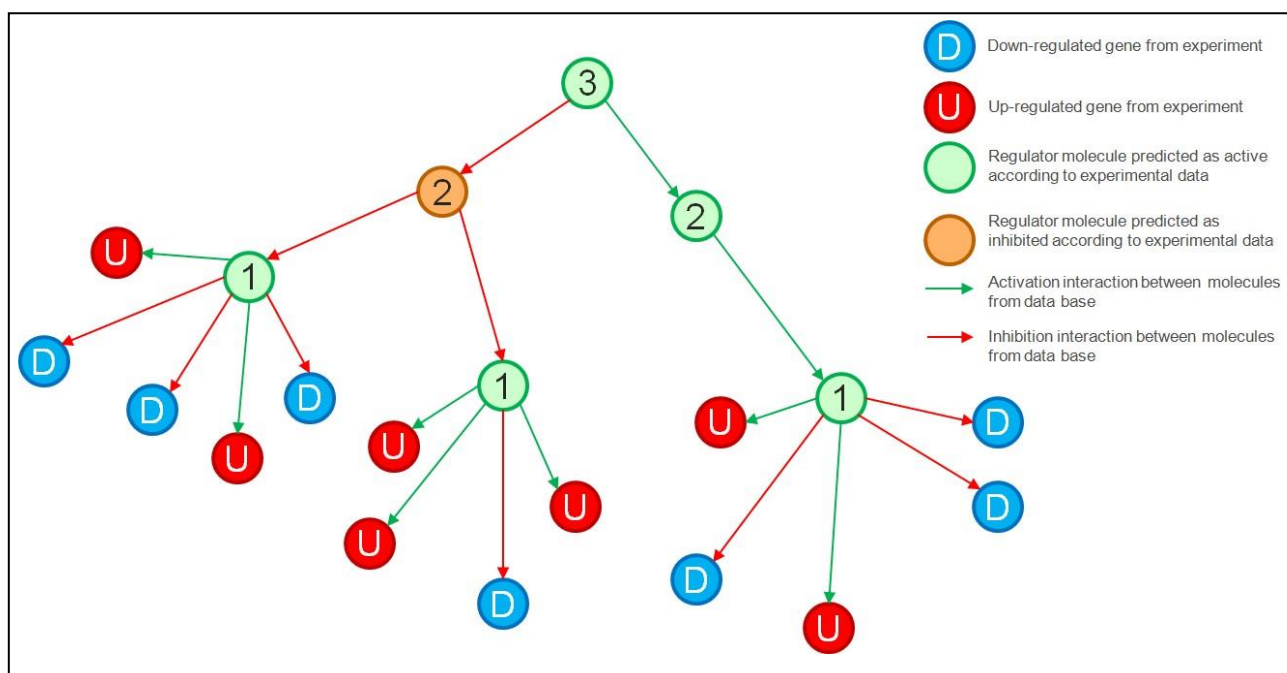 3
D
Down-regulated gene from experiment
U
Up-regulated gene from experiment
Regulator molecule predicted as active
according to experimental data
2
2
Regulator molecule predicted as
inhibited according to experimental data
U
1
Activation interaction between molecules
from data base
Inhibition interaction between molecules
from data base
D
D
D
U
1
U
U
U
D
1
U
D
D
D
U